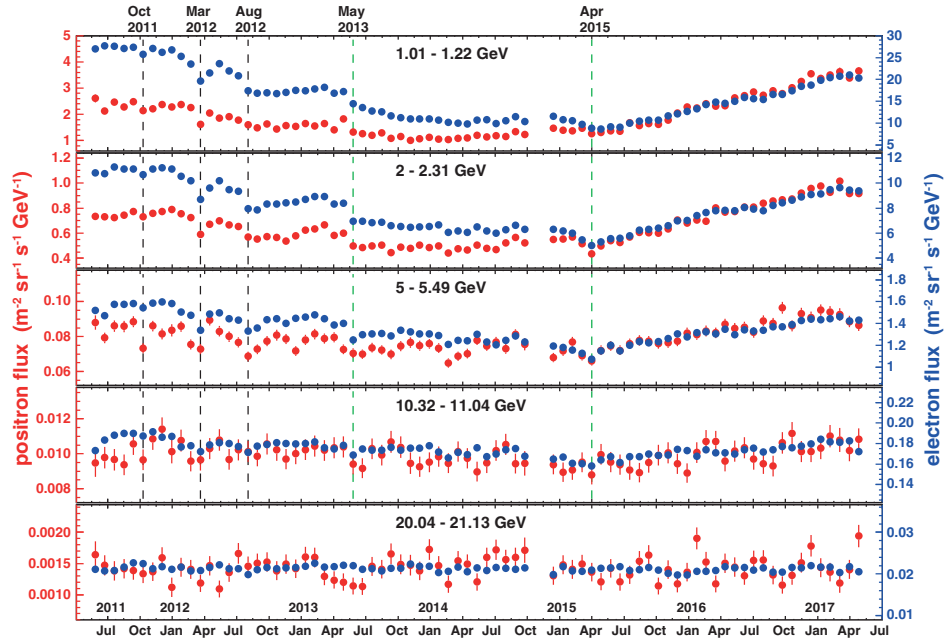 Oct Mar Aug May Apr
2011 2012 2012 2013 2015
5 30
4 1.01 - 1.22 GeV 25
3 20
2 15
1 10
5
1.2 12
1.0 2 - 2.31 GeV 10
0.8 8
0.6 6
0.4 4
positron flux (m⁻² sr⁻¹ s⁻¹ GeV⁻¹)
electron flux (m⁻² sr⁻¹ s⁻¹ GeV⁻¹)
5 - 5.49 GeV 1.8
0.10 1.6
1.4
0.08 1.2
0.06 1
10.32 - 11.04 GeV 0.22
0.012 0.20
0.18
0.010 0.16
0.008 0.14
20.04 - 21.13 GeV
0.0020 0.03
0.0015 0.02
0.0010
2011 2012 2013 2014 2015 2016 2017 0.01
Jul Oct Jan Apr Jul Oct Jan Apr Jul Oct Jan Apr Jul Oct Jan Apr Jul Oct Jan Apr Jul Oct Jan Apr Jul